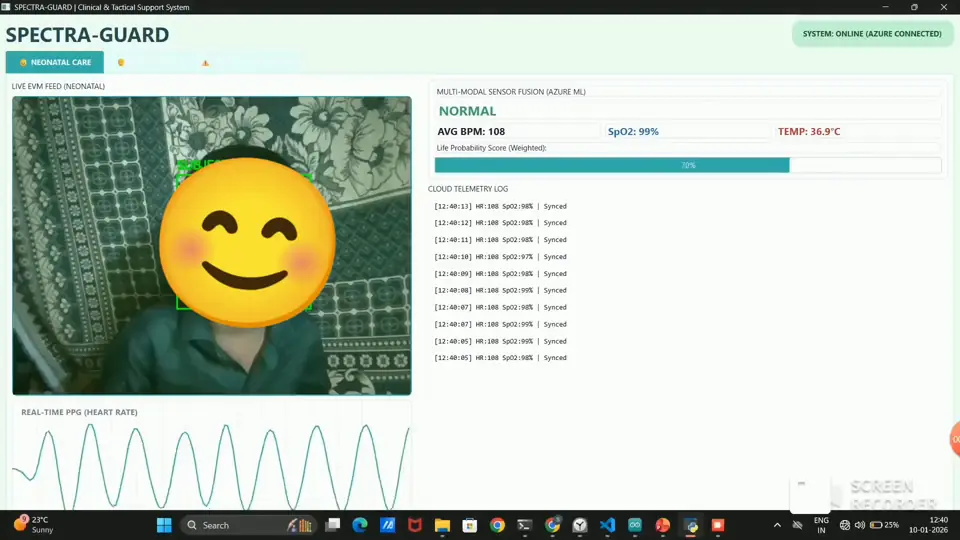 SPECTRA-GUARD | Clinical & Tactical Support System
SPECTRA-GUARD
SYSTEM: ONLINE (AZURE CONNECTED)
NEONATAL CARE
LIVE EVM FEED (NEONATAL)
MULTI-MODAL SENSOR FUSION (AZURE ML)
NORMAL
AVG BPM: 108
SpO2: 99%
TEMP: 36.9°C
Life Probability Score (Weighted):
70%
CLOUD TELEMETRY LOG
[12:40:13] HR:108 SpO2:98% | Synced
[12:40:12] HR:108 SpO2:98% | Synced
[12:40:11] HR:108 SpO2:98% | Synced
[12:40:10] HR:108 SpO2:97% | Synced
[12:40:09] HR:108 SpO2:98% | Synced
[12:40:08] HR:108 SpO2:99% | Synced
[12:40:07] HR:108 SpO2:98% | Synced
[12:40:07] HR:108 SpO2:99% | Synced
[12:40:05] HR:108 SpO2:99% | Synced
[12:40:05] HR:108 SpO2:98% | Synced
REAL-TIME PPG (HEART RATE)
SCREEN
RECORDER
23°C
Sunny
Search
ENG
IN
25%
12:40
10-01-2026